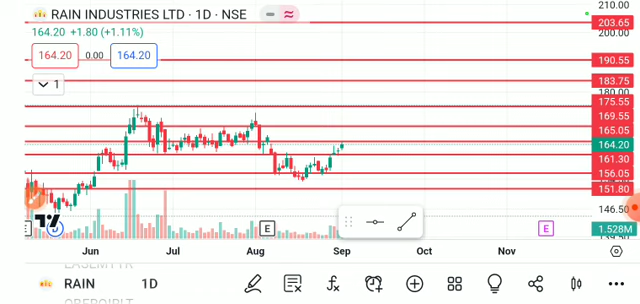 RAIN INDUSTRIES LTD · 1D · NSE
210.00
203.65
164.20 +1.80 (+1.11%)
200.00
164.20 0.00 164.20
190.55
183.75
1
180.00
175.55
169.55
165.05
164.20
161.30
156.05
151.80
146.50
E
E
1.528M
Jun Jul Aug Sep Oct Nov
RAIN 1D